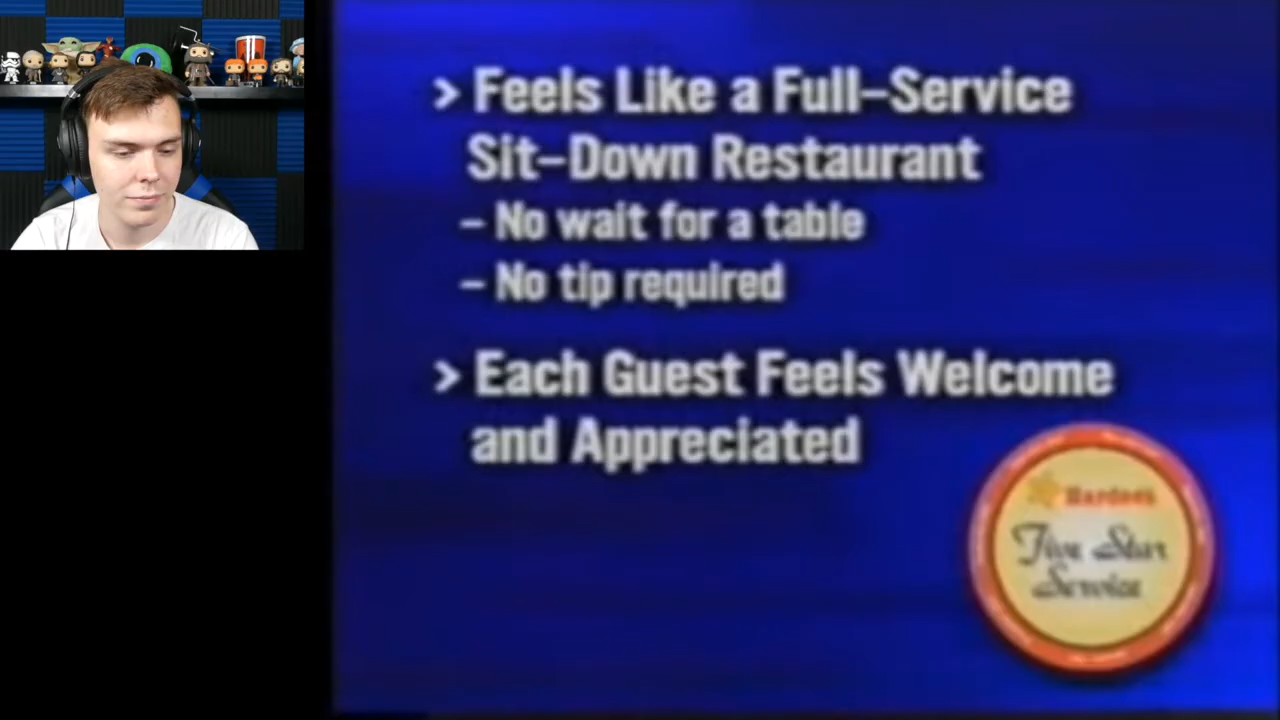 > Feels Like a Full-Service
Sit-Down Restaurant
- No wait for a table
- No tip required
> Each Guest Feels Welcome
and Appreciated
Hardees
Five Star
Service